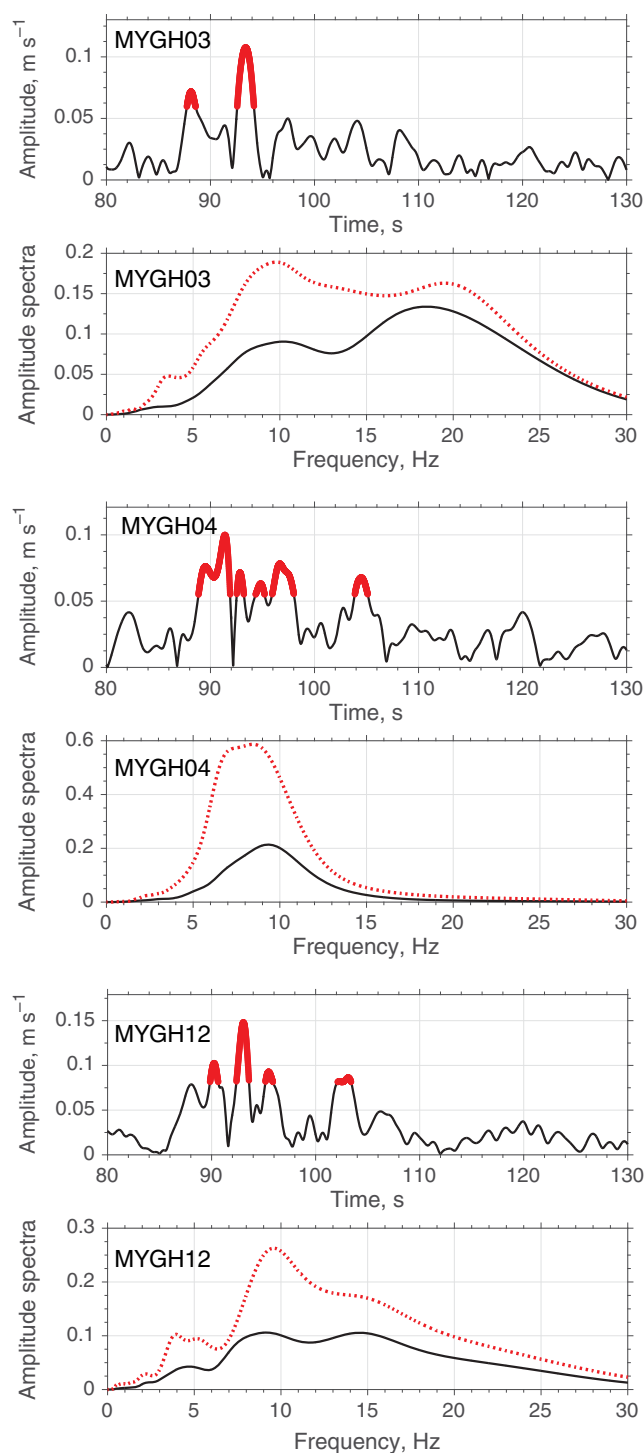 MYGH03
Amplitude, m s⁻¹
0.1
0.05
0
80 90 100 110 120 130
Time, s
MYGH03
Amplitude spectra
0.2
0.15
0.1
0.05
0
0 5 10 15 20 25 30
Frequency, Hz
MYGH04
Amplitude, m s⁻¹
0.1
0.05
0
80 90 100 110 120 130
Time, s
MYGH04
Amplitude spectra
0.6
0.4
0.2
0
0 5 10 15 20 25 30
Frequency, Hz
MYGH12
Amplitude, m s⁻¹
0.15
0.1
0.05
0
80 90 100 110 120 130
Time, s
MYGH12
Amplitude spectra
0.3
0.2
0.1
0
0 5 10 15 20 25 30
Frequency, Hz